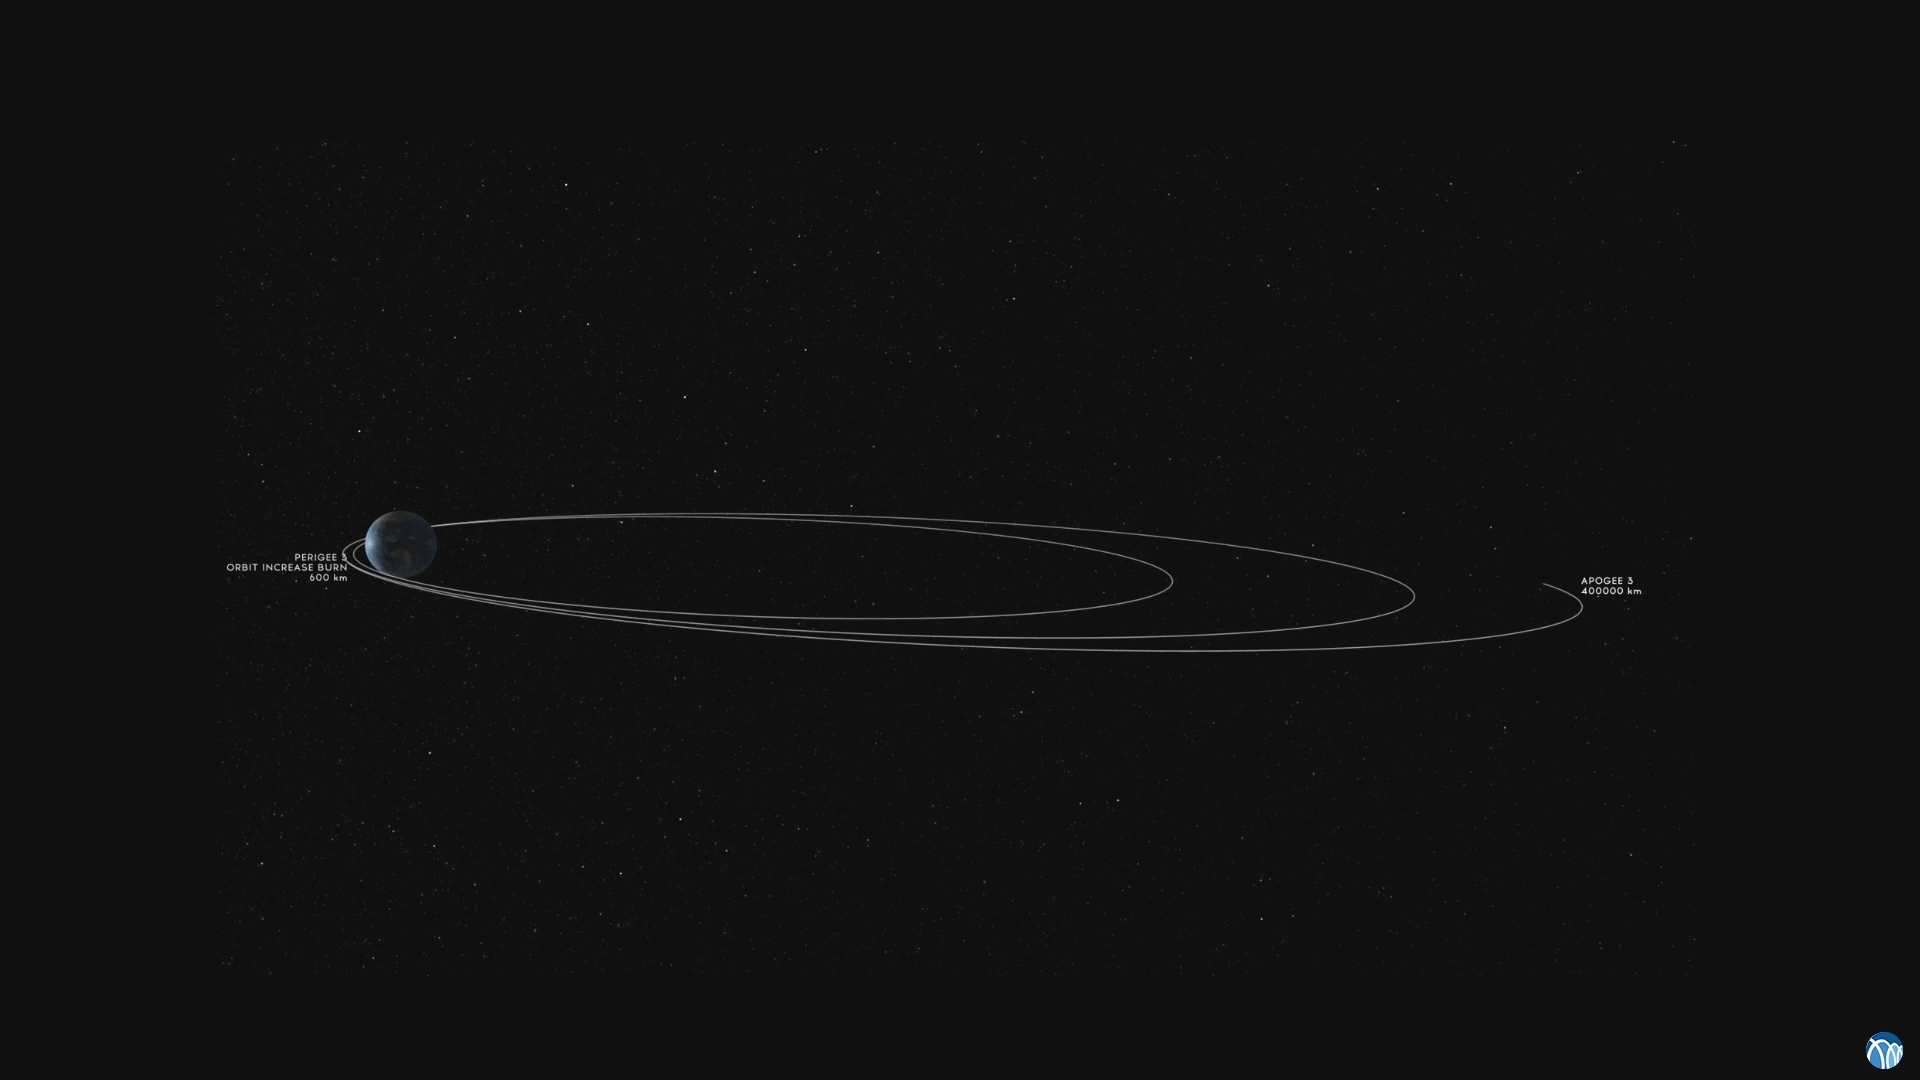 PERIGEE 3
ORBIT INCREASE BURN
600 km
APOGEE 3
400000 km